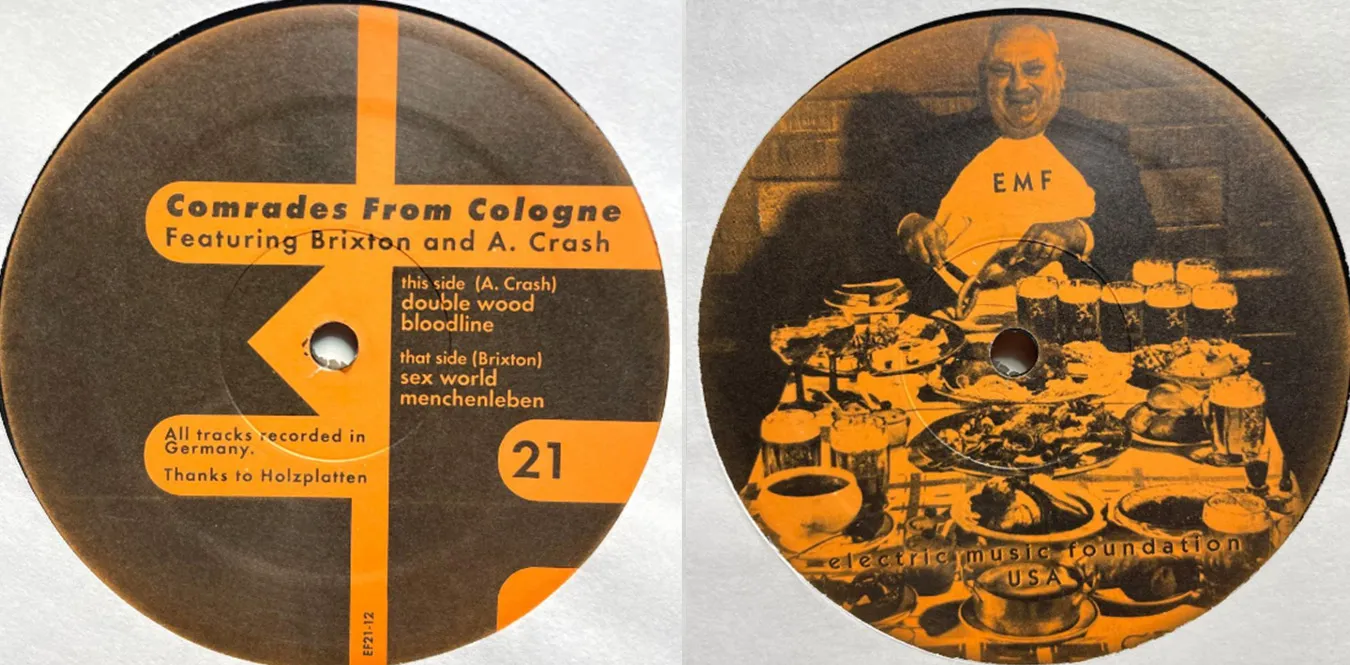 Comrades From Cologne
Featuring Brixton and A. Crash
this side (A. Crash)
double wood
bloodline
that side (Brixton)
sex world
menchenleben
All tracks recorded in
Germany.
Thanks to Holzplatten
21
EF21-12
EMF
electric music foundation
USA